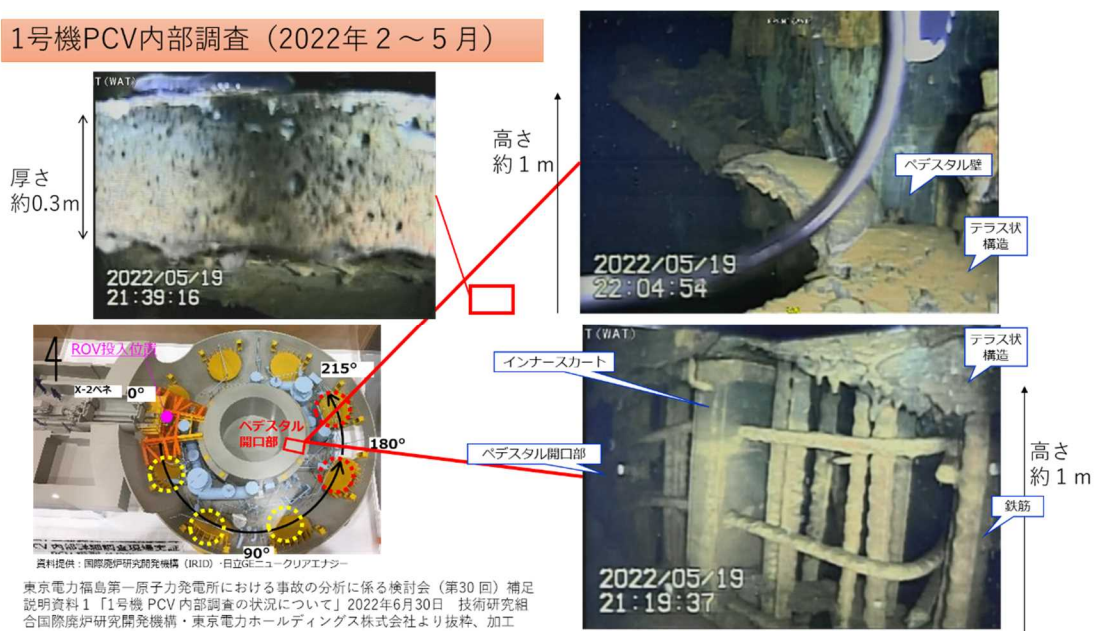 1号機PCV内部調査（2022年２～５月）
T(WAT)
厚さ
約0.3m
2022/05/19
21:39:16
高さ
約１m
ペデスタル壁
テラス状
構造
2022/05/19
22:04:54
ROV投入位置
X-2ペネ
0°
215°
ペデスタル
開口部
180°
90°
資料提供：国際廃炉研究開発機構（IRID）・日立GEニュークリアエナジー
T(WAT)
インナースカート
テラス状
構造
ペデスタル開口部
高さ
約１m
鉄筋
2022/05/19
21:19:37
東京電力福島第一原子力発電所における事故の分析に係る検討会（第30 回）補足
説明資料１「1号機 PCV 内部調査の状況について」2022年6月30日　技術研究組
合国際廃炉研究開発機構・東京電力ホールディングス株式会社より抜粋、加工